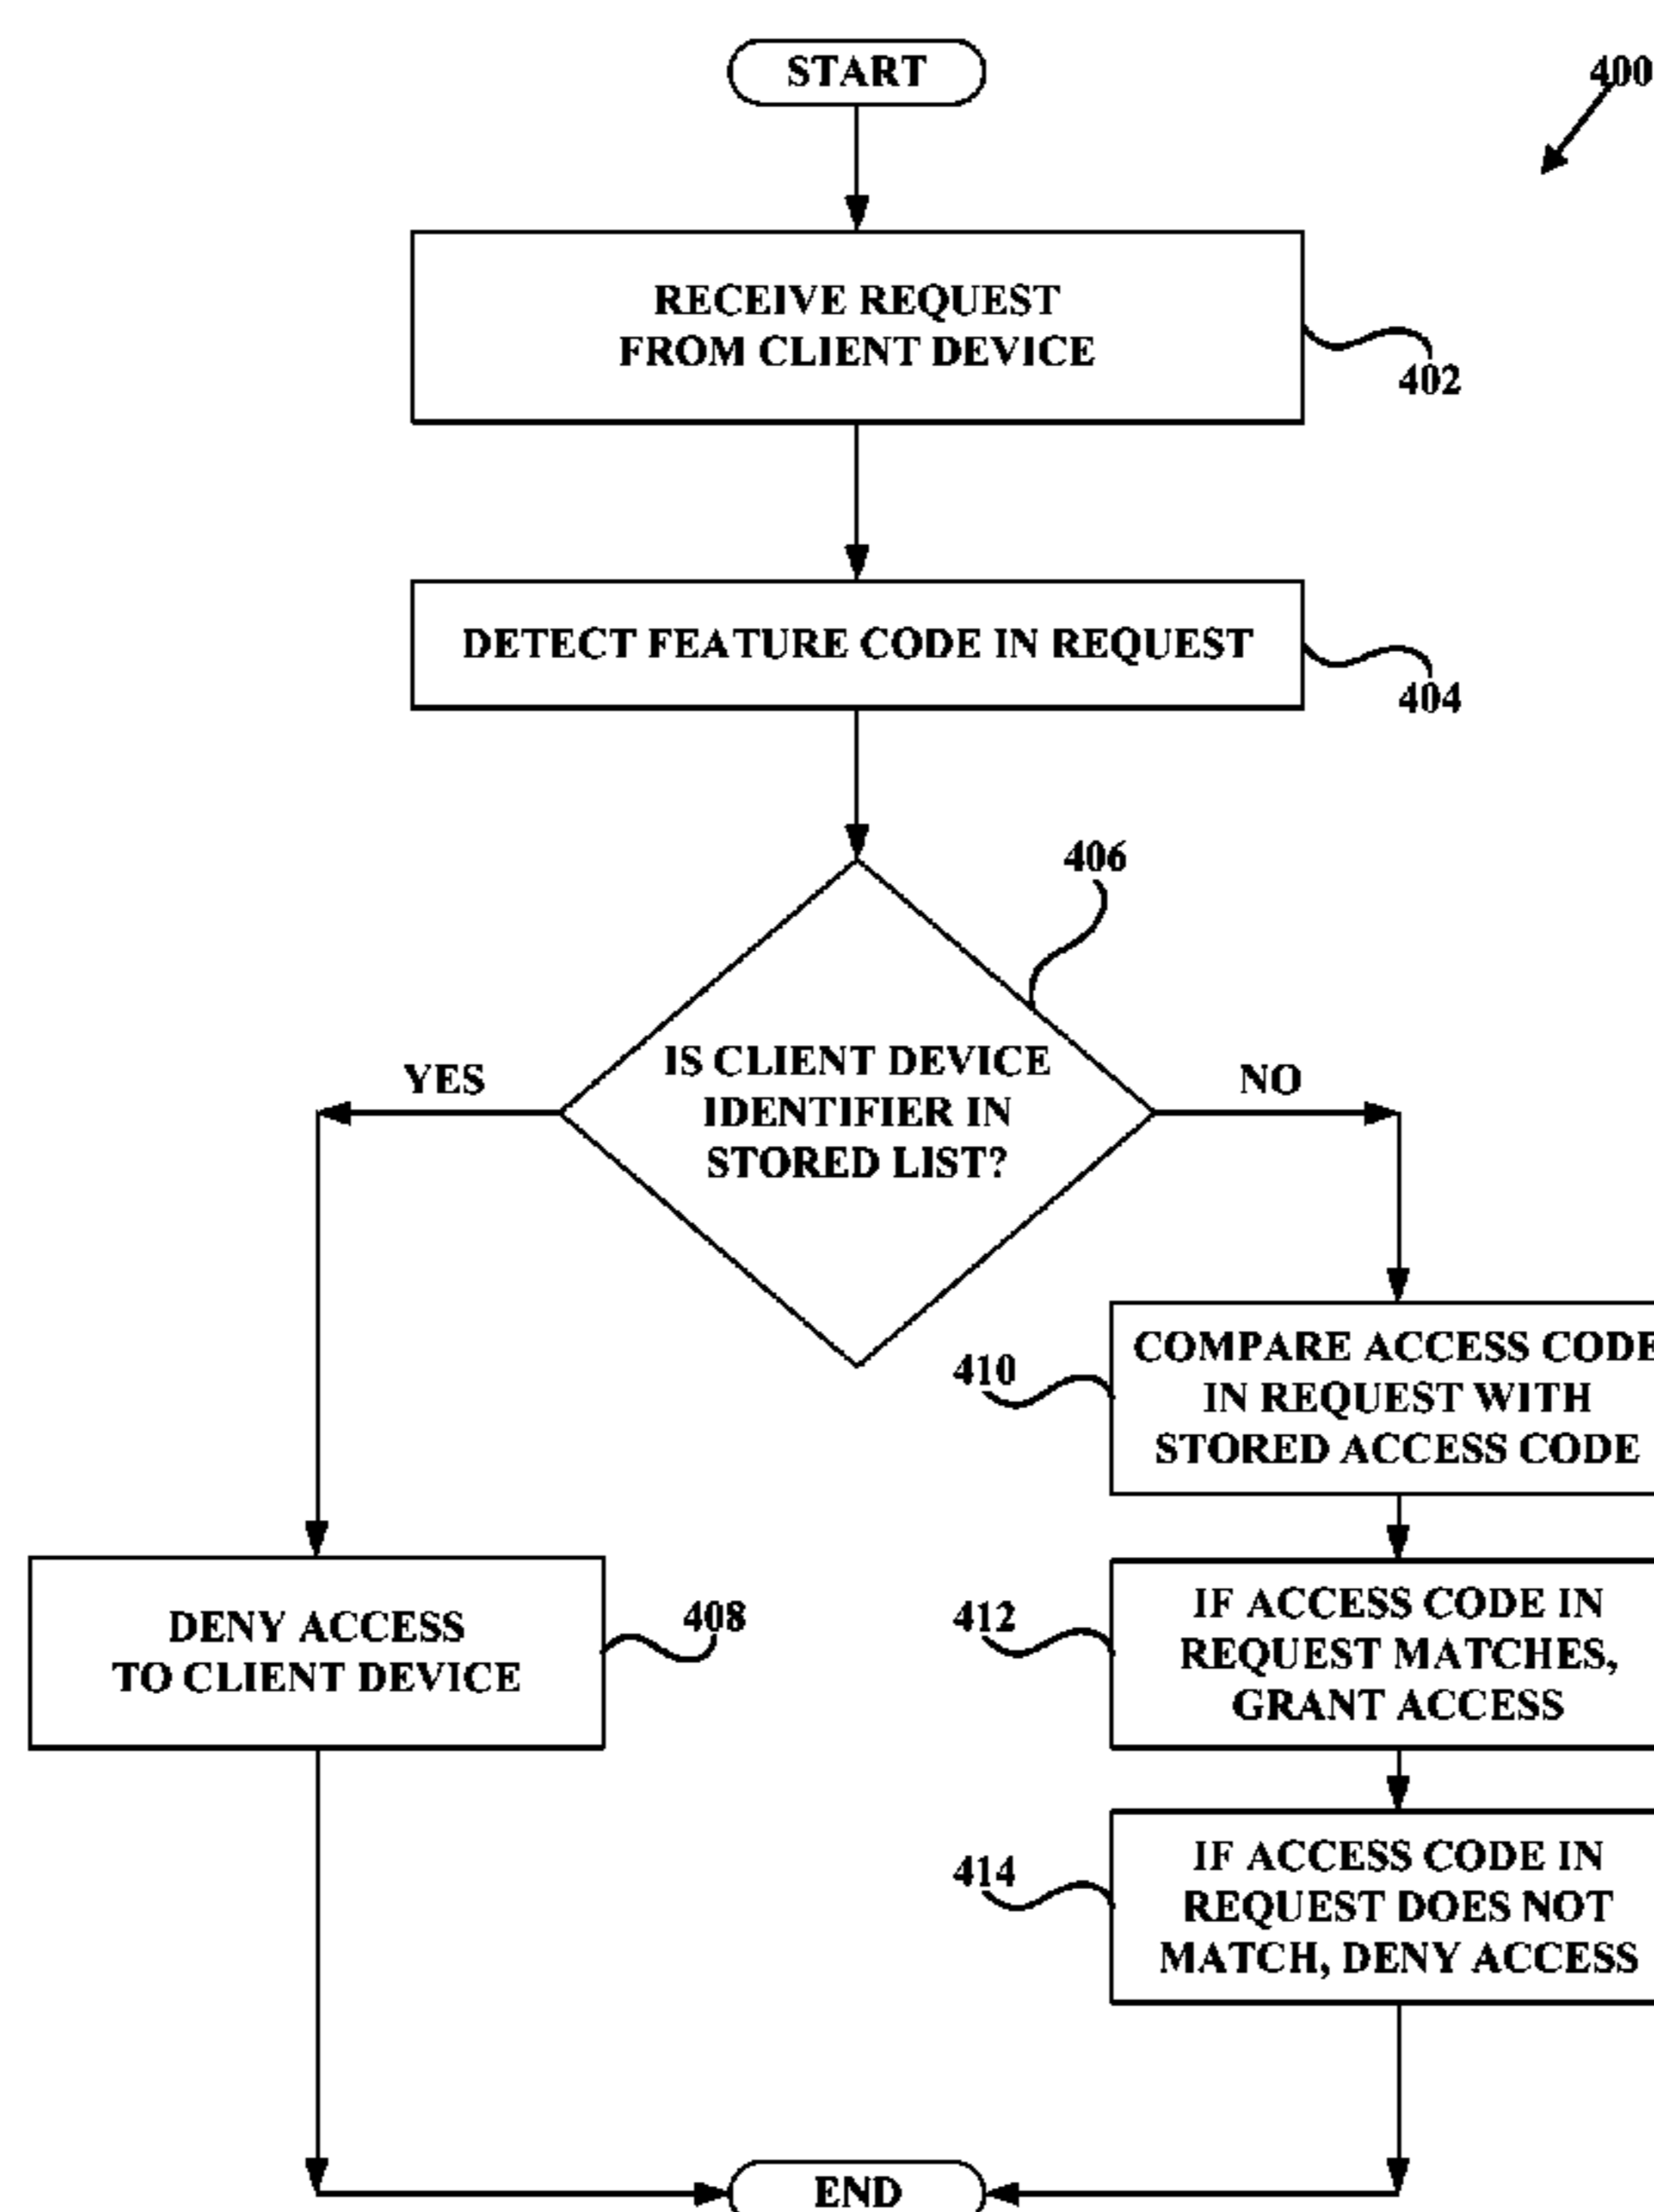 START
400
RECEIVE REQUEST
FROM CLIENT DEVICE
402
DETECT FEATURE CODE IN REQUEST
404
406
IS CLIENT DEVICE
IDENTIFIER IN
STORED LIST?
YES
NO
COMPARE ACCESS CODE
IN REQUEST WITH
STORED ACCESS CODE
410
DENY ACCESS
TO CLIENT DEVICE
408
412
IF ACCESS CODE IN
REQUEST MATCHES,
GRANT ACCESS
414
IF ACCESS CODE IN
REQUEST DOES NOT
MATCH, DENY ACCESS
END